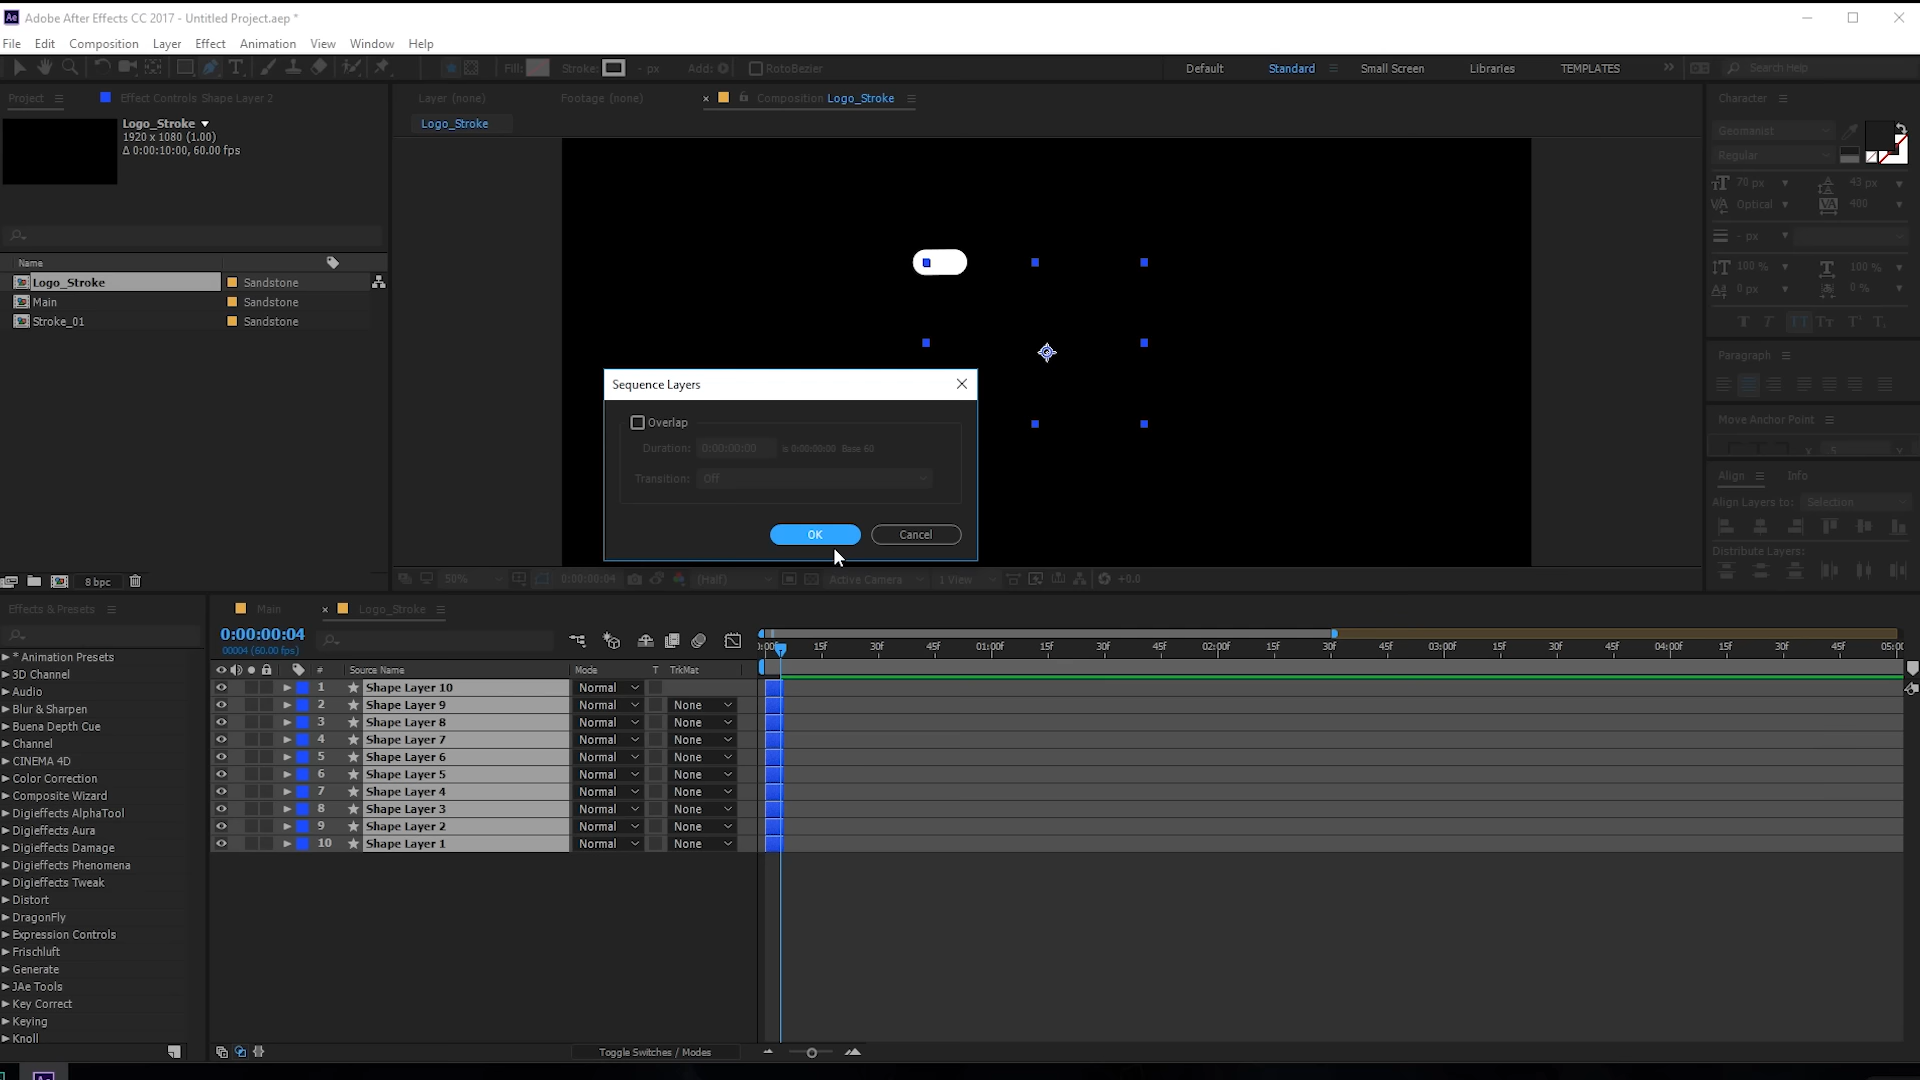 Ae Adobe After Effects CC 2017 - Untitled Project.aep *
File Edit Composition Layer Effect Animation View Window Help
T Fill: Stroke: - px Add: RotoBezier Default Standard Small Screen Libraries TEMPLATES » Search Help
Project Effect Controls Shape Layer 2 Layer (none) Footage (none) × Composition Logo_Stroke Character
Logo_Stroke
1920 x 1080 (1.00)
Δ 0:00:10:00, 60.00 fps
Logo_Stroke
Geomanist
Regular
70 px 43 px
Optical 400
- px
100 % 100 %
0 px 0 %
Name
Logo_Stroke Sandstone
Main Sandstone
Stroke_01 Sandstone
Paragraph
Move Anchor Point
Align Info
Align Layers to: Selection
Distribute Layers:
Sequence Layers
Overlap
Duration: 0:00:00:00 is 0:00:00:00 Base 60
Transition: Off
OK Cancel
8 bpc
50% 0:00:00:04 (Half) Active Camera 1 View +0.0
Effects & Presets
Main × Logo_Stroke
0:00:00:04
00004 (60.00 fps)
15f 30f 45f 01:00f 15f 30f 45f 02:00f 15f 30f 45f 03:00f 15f 30f 45f 04:00f 15f 30f 45f
# Source Name Mode T TrkMat
1 Shape Layer 10 Normal
2 Shape Layer 9 Normal None
3 Shape Layer 8 Normal None
4 Shape Layer 7 Normal None
5 Shape Layer 6 Normal None
6 Shape Layer 5 Normal None
7 Shape Layer 4 Normal None
8 Shape Layer 3 Normal None
9 Shape Layer 2 Normal None
10 Shape Layer 1 Normal None
* Animation Presets
3D Channel
Audio
Blur & Sharpen
Buena Depth Cue
Channel
CINEMA 4D
Color Correction
Composite Wizard
Digieffects AlphaTool
Digieffects Aura
Digieffects Damage
Digieffects Phenomena
Digieffects Tweak
Distort
DragonFly
Expression Controls
Frischluft
Generate
JAe Tools
Key Correct
Keying
Knoll
Toggle Switches / Modes